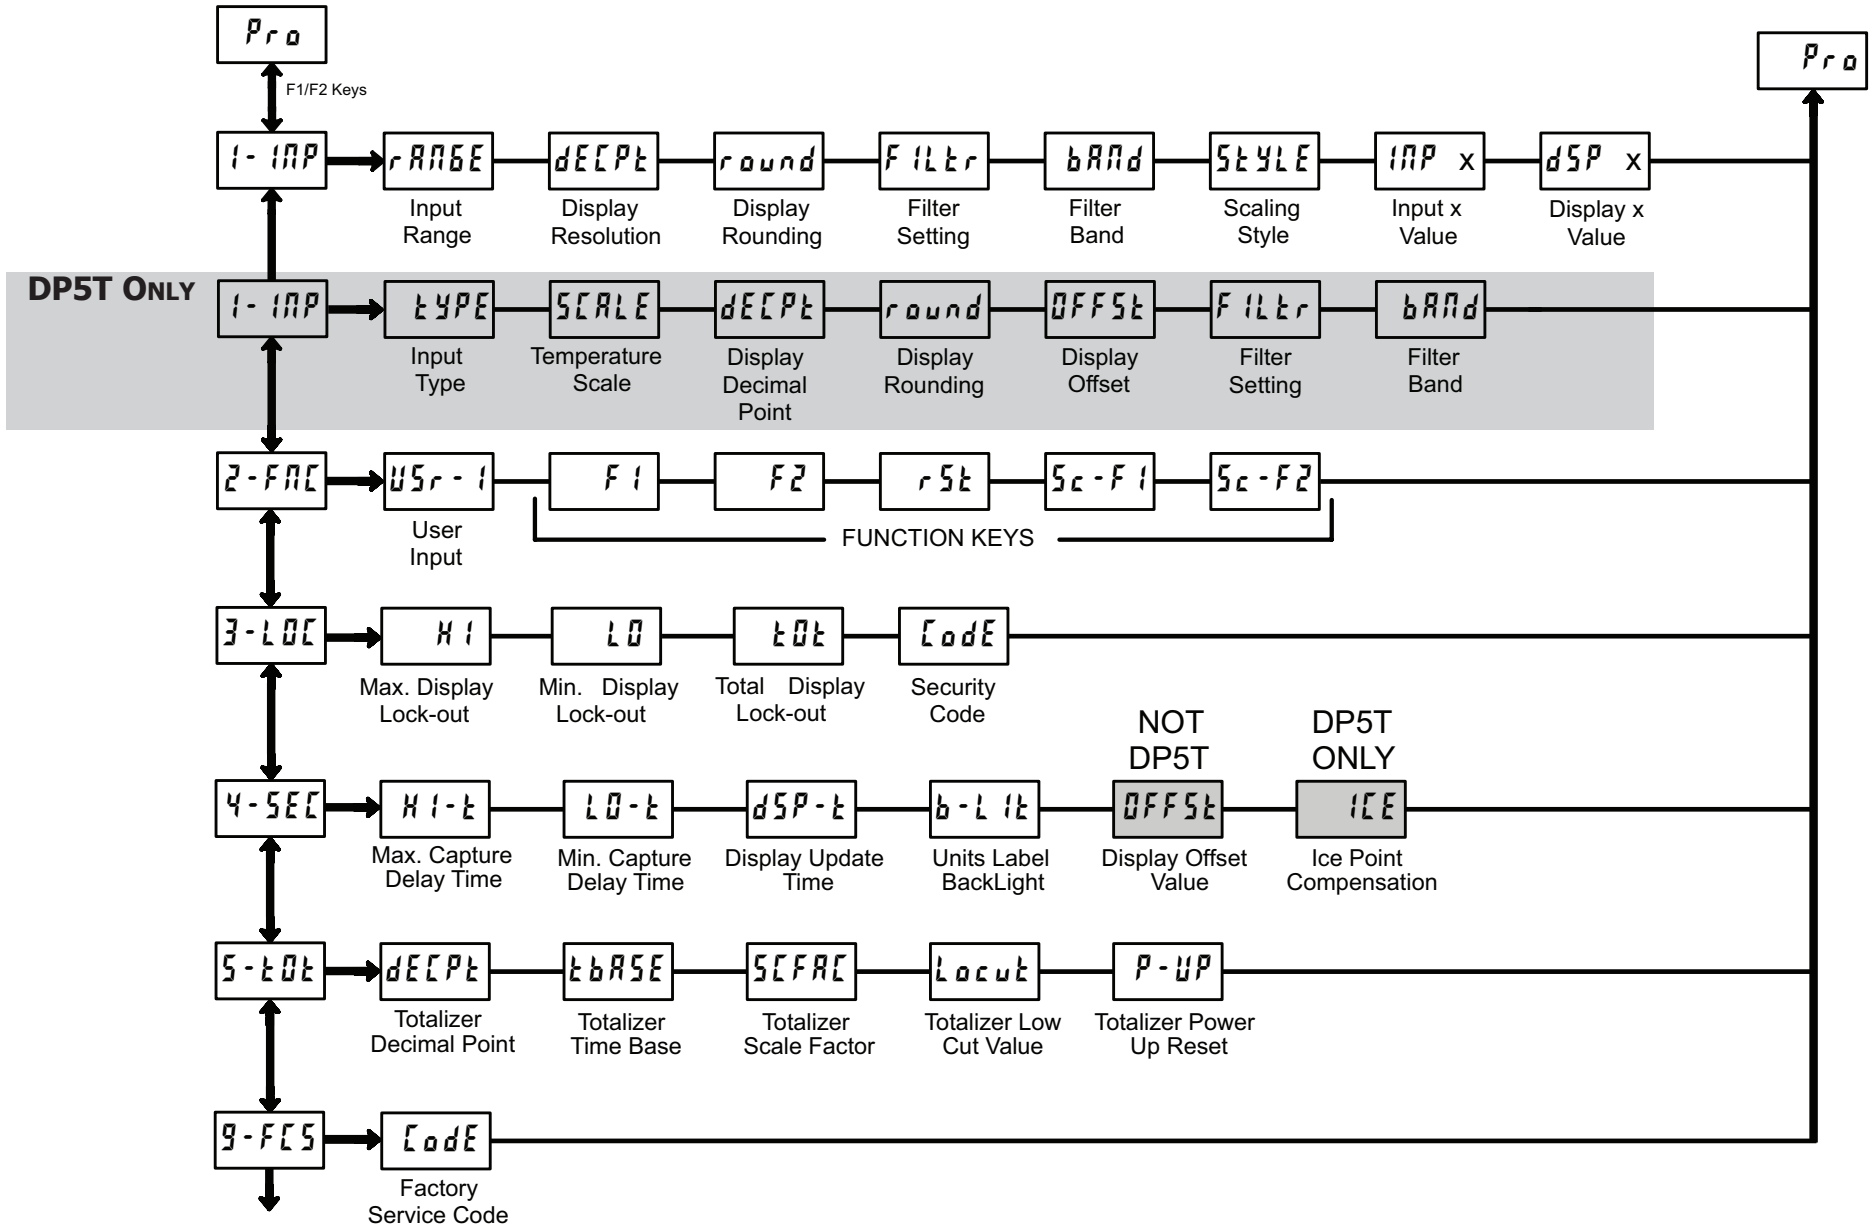 Pro
Pro
F1/F2 Keys
1-INP rANGE dECPt round FILtr bANd StYLE INP x dSP x
Input Range
Display Resolution
Display Rounding
Filter Setting
Filter Band
Scaling Style
Input x Value
Display x Value
DP5T ONLY
1-INP tYPE SCALE dECPt round OFFSt FILtr bANd
Input Type
Temperature Scale
Display Decimal Point
Display Rounding
Display Offset
Filter Setting
Filter Band
2-FNC USr-1 F1 F2 rSt Sc-F1 Sc-F2
User Input
FUNCTION KEYS
3-LOC HI LO tOt CodE
Max. Display Lock-out
Min. Display Lock-out
Total Display Lock-out
Security Code
NOT DP5T
DP5T ONLY
4-SEC HI-t LO-t dSP-t b-LIt OFFSt ICE
Max. Capture Delay Time
Min. Capture Delay Time
Display Update Time
Units Label BackLight
Display Offset Value
Ice Point Compensation
5-tOt dECPt tbASE SCFAC Locut P-UP
Totalizer Decimal Point
Totalizer Time Base
Totalizer Scale Factor
Totalizer Low Cut Value
Totalizer Power Up Reset
9-FCS CodE
Factory Service Code